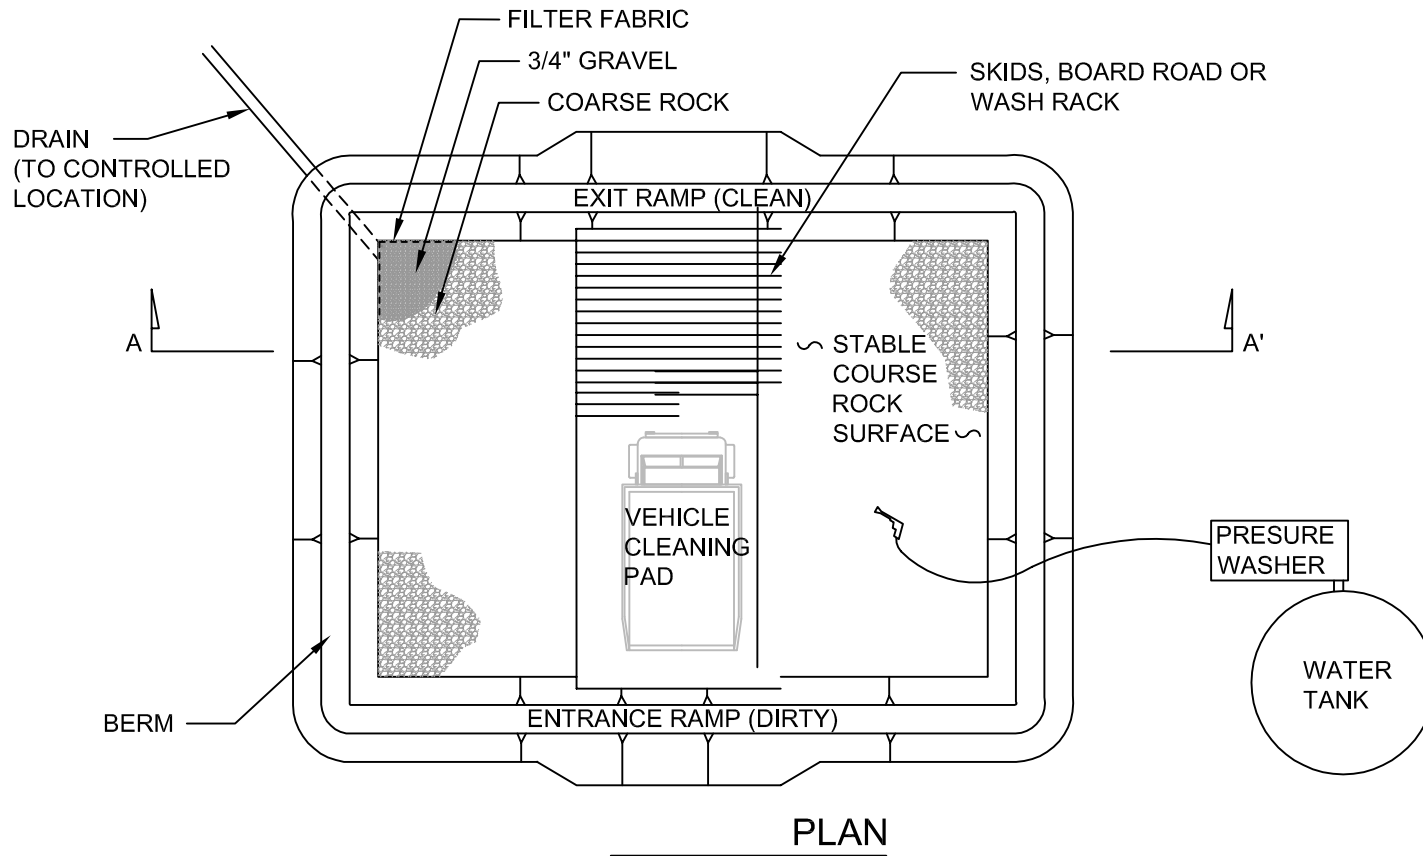 FILTER FABRIC
3/4" GRAVEL
COARSE ROCK
SKIDS, BOARD ROAD OR
WASH RACK
DRAIN
(TO CONTROLLED
LOCATION)
EXIT RAMP (CLEAN)
A
A'
STABLE
COURSE
ROCK
SURFACE
VEHICLE
CLEANING
PAD
PRESURE
WASHER
WATER
TANK
BERM
ENTRANCE RAMP (DIRTY)
PLAN